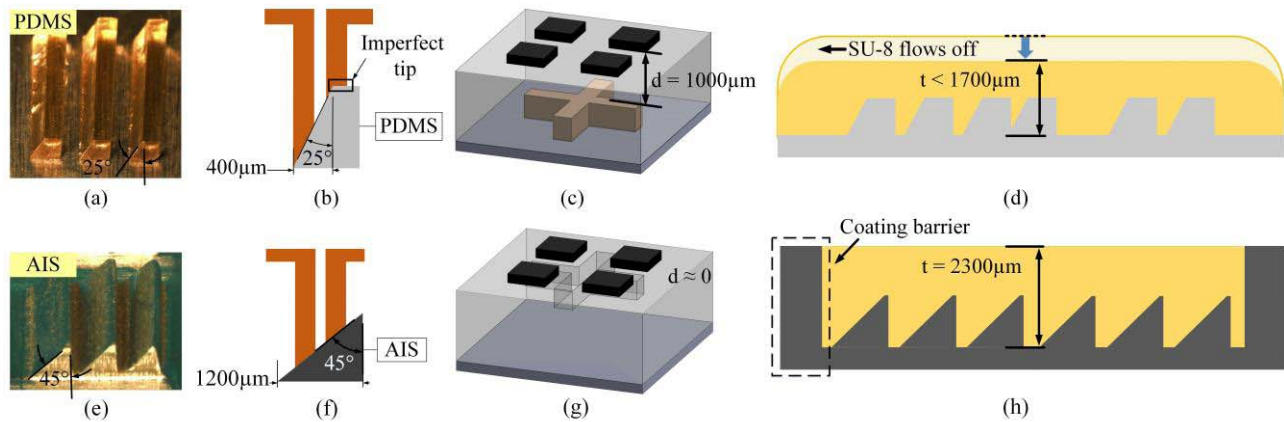 PDMS
25°
(a)
Imperfect
tip
PDMS
25°
400μm
(b)
d = 1000μm
(c)
SU-8 flows off
t < 1700μm
(d)
AIS
45°
(e)
AIS
45°
1200μm
(f)
d ≈ 0
(g)
Coating barrier
t = 2300μm
(h)